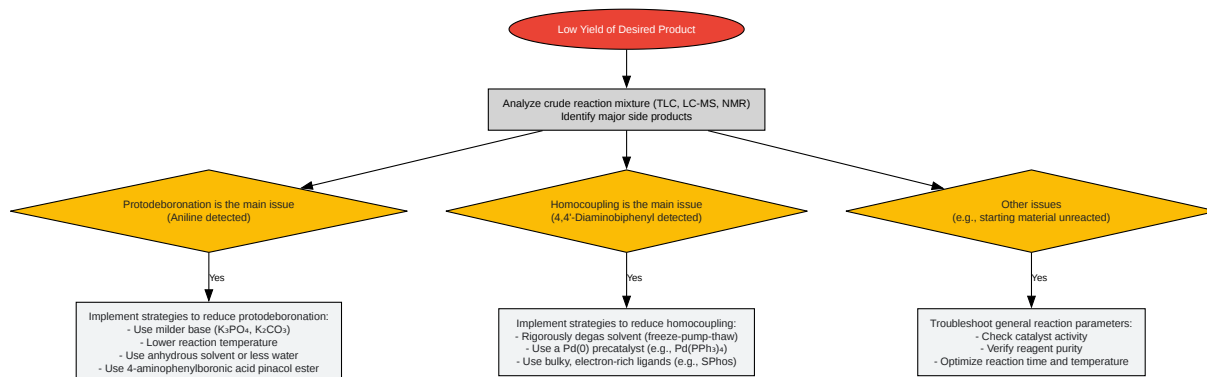 Low Yield of Desired Product
Analyze crude reaction mixture (TLC, LC-MS, NMR)
Identify major side products
Protodeboronation is the main issue
(Aniline detected)
Homocoupling is the main issue
(4,4'-Diaminobiphenyl detected)
Other issues
(e.g., starting material unreacted)
Yes
Yes
Yes
Implement strategies to reduce protodeboronation:
- Use milder base (K₃PO₄, K₂CO₃)
- Lower reaction temperature
- Use anhydrous solvent or less water
- Use 4-aminophenylboronic acid pinacol ester
Implement strategies to reduce homocoupling:
- Rigorously degas solvent (freeze-pump-thaw)
- Use a Pd(0) precatalyst (e.g., Pd(PPh₃)₄)
- Use bulky, electron-rich ligands (e.g., SPhos)
Troubleshoot general reaction parameters:
- Check catalyst activity
- Verify reagent purity
- Optimize reaction time and temperature